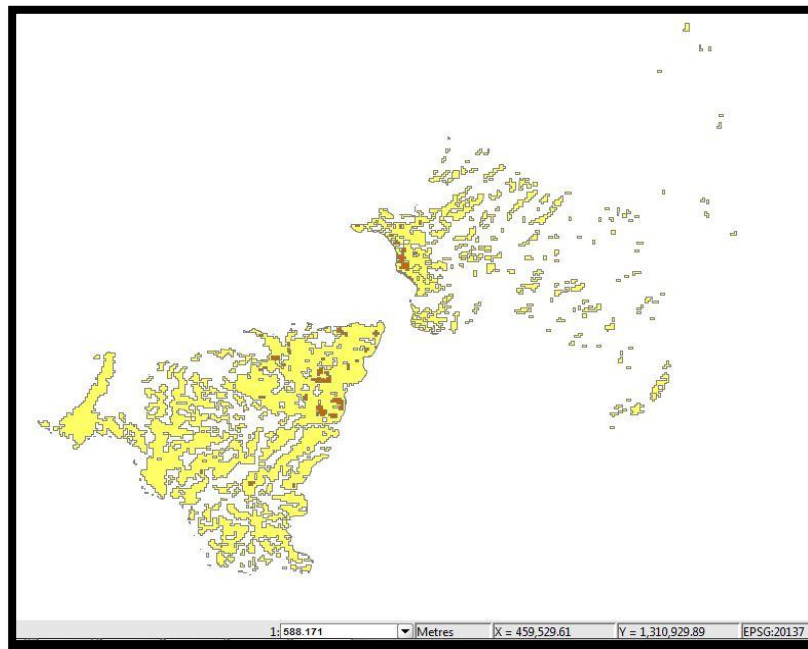 1: 588.171 Metres X = 459,529.61 Y = 1,310,929.89 EPSG:20137